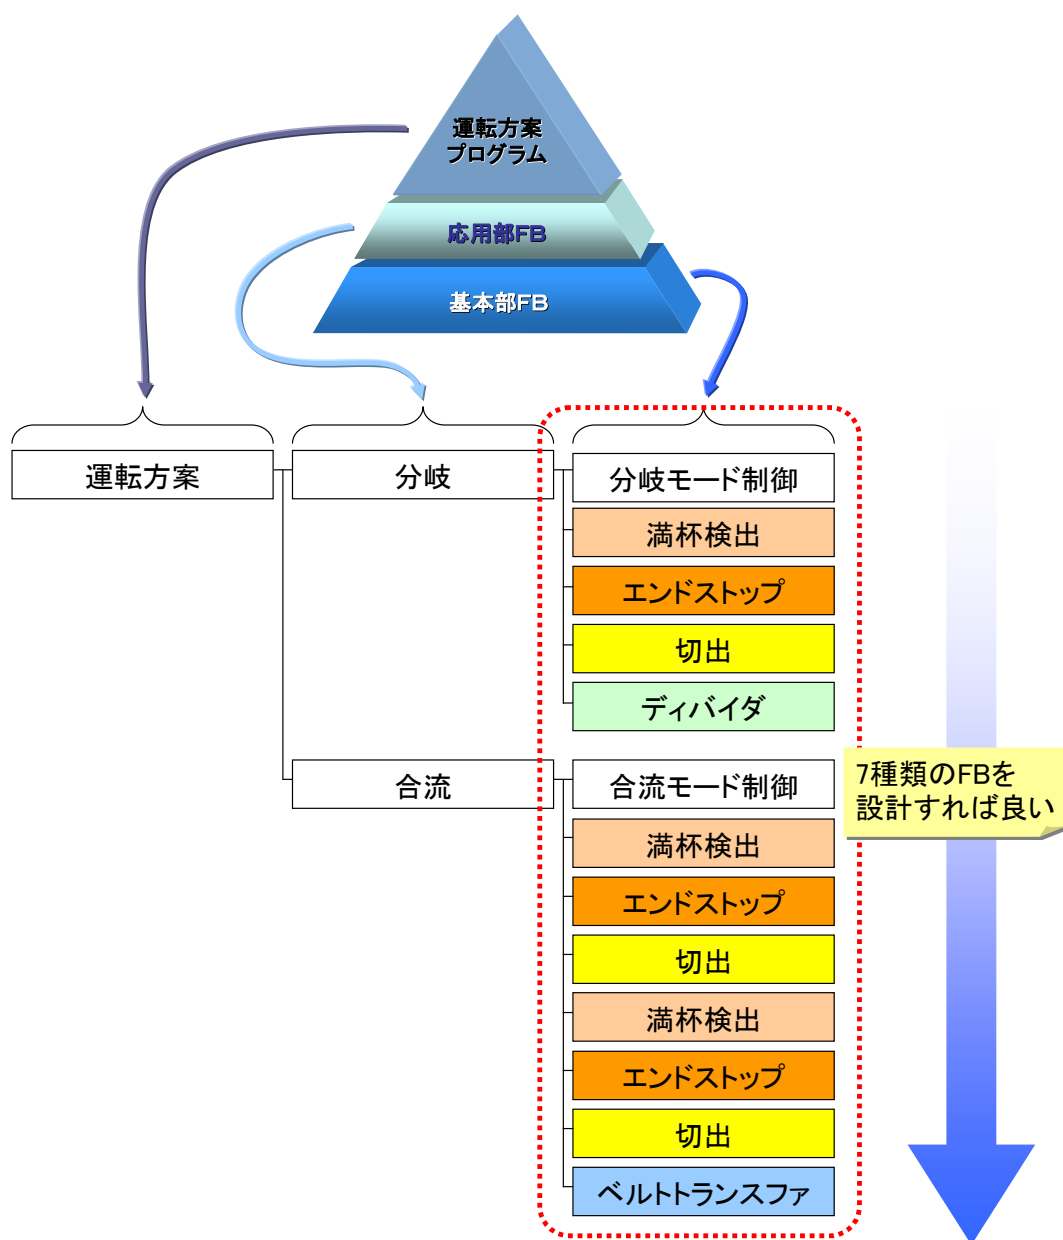 運転方案
プログラム
応用部FB
基本部FB
運転方案
分岐
分岐モード制御
満杯検出
エンドストップ
切出
ディバイダ
合流
合流モード制御
満杯検出
エンドストップ
切出
満杯検出
エンドストップ
切出
ベルトトランスファ
7種類のFBを
設計すれば良い